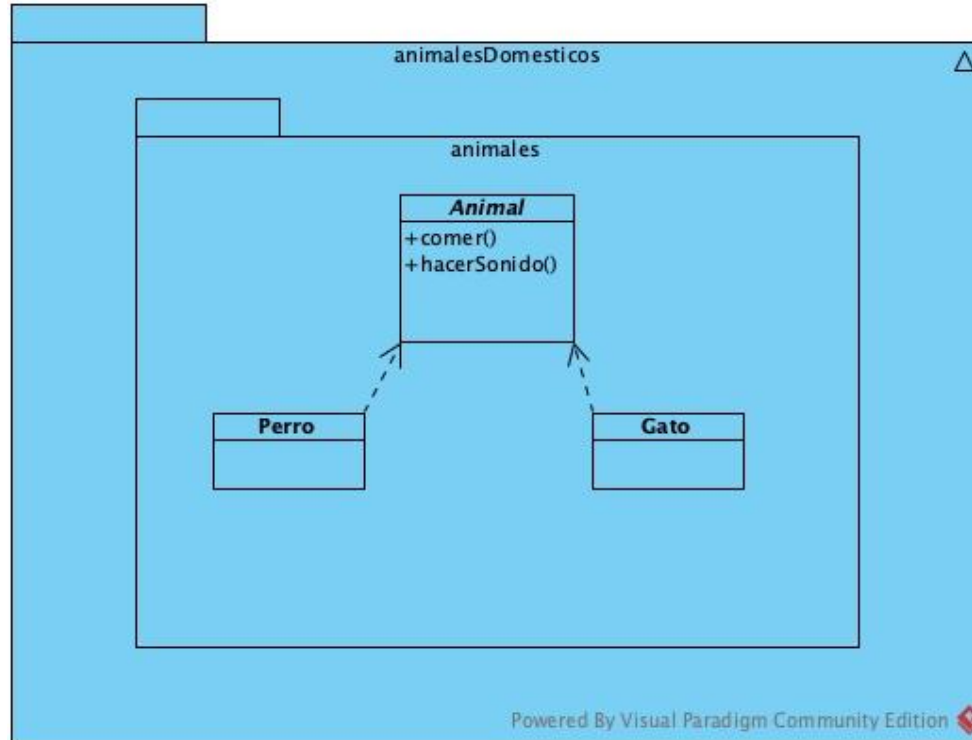 animalesDomesticos
animales
Animal
+comer()
+hacerSonido()
Perro
Gato
Powered By Visual Paradigm Community Edition